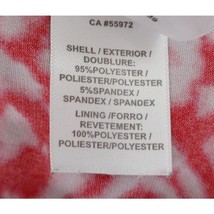 CA #55972
SHELL / EXTERIOR /
DOUBLURE:
95%POLYESTER /
POLIESTER/POLYESTER
5%SPANDEX /
SPANDEX / SPANDEX
LINING /FORRO /
REVETEMENT:
100%POLYESTER /
POLIESTER/POLYESTER